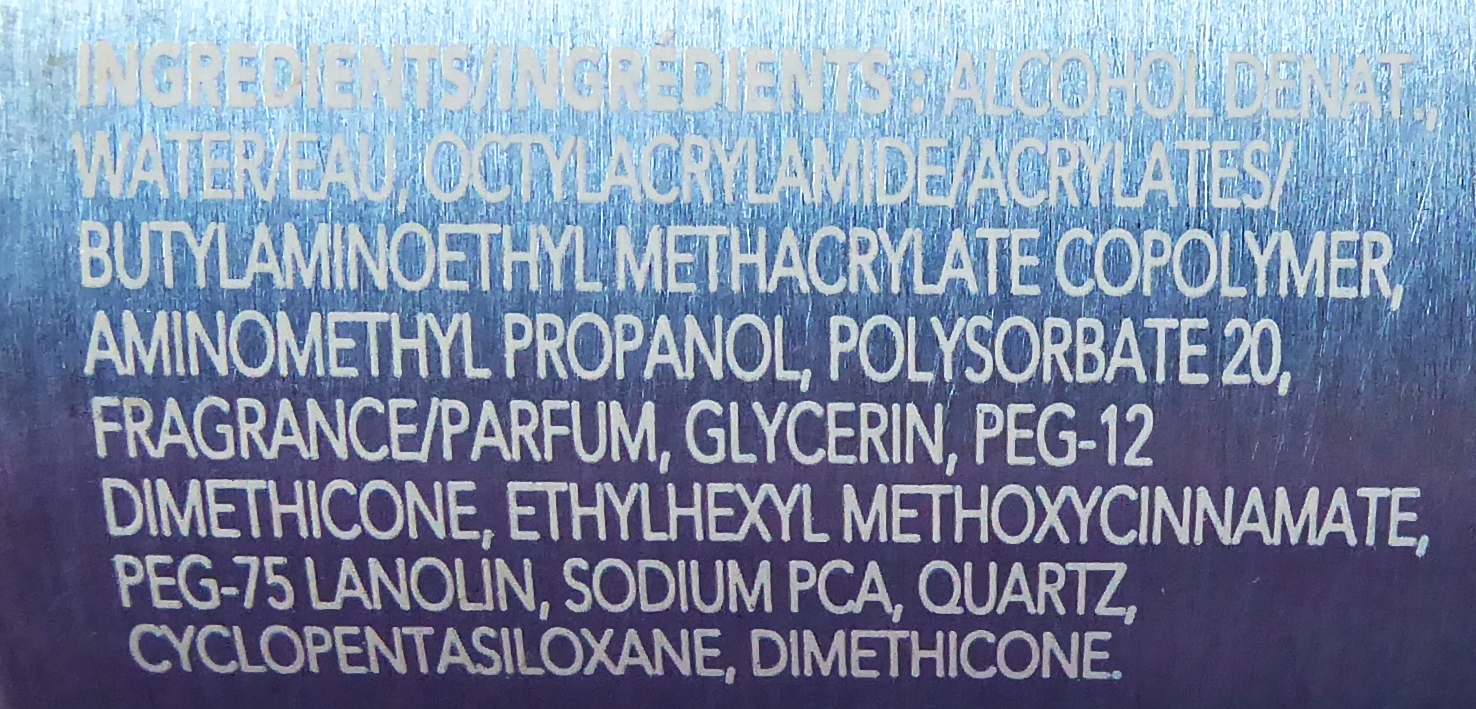 INGREDIENTS/INGRÉDIENTS : ALCOHOL DENAT.,
WATER/EAU, OCTYLACRYLAMIDE/ACRYLATES/
BUTYLAMINOETHYL METHACRYLATE COPOLYMER,
AMINOMETHYL PROPANOL, POLYSORBATE 20,
FRAGRANCE/PARFUM, GLYCERIN, PEG-12
DIMETHICONE, ETHYLHEXYL METHOXYCINNAMATE,
PEG-75 LANOLIN, SODIUM PCA, QUARTZ,
CYCLOPENTASILOXANE, DIMETHICONE.